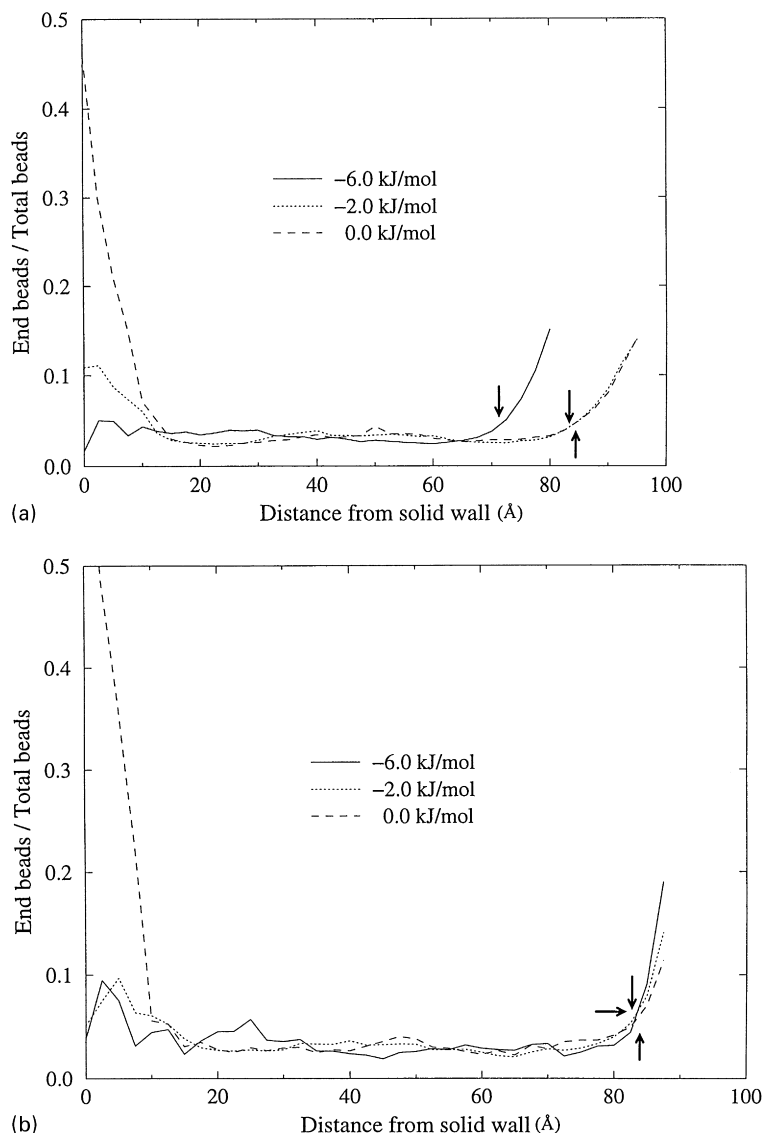 0.5
0.4
0.3
0.2
0.1
0.0
End beads / Total beads
−6.0 kJ/mol
−2.0 kJ/mol
0.0 kJ/mol
0 20 40 60 80 100
(a)
Distance from solid wall (Å)
0.5
0.4
0.3
0.2
0.1
0.0
End beads / Total beads
−6.0 kJ/mol
−2.0 kJ/mol
0.0 kJ/mol
0 20 40 60 80 100
(b)
Distance from solid wall (Å)